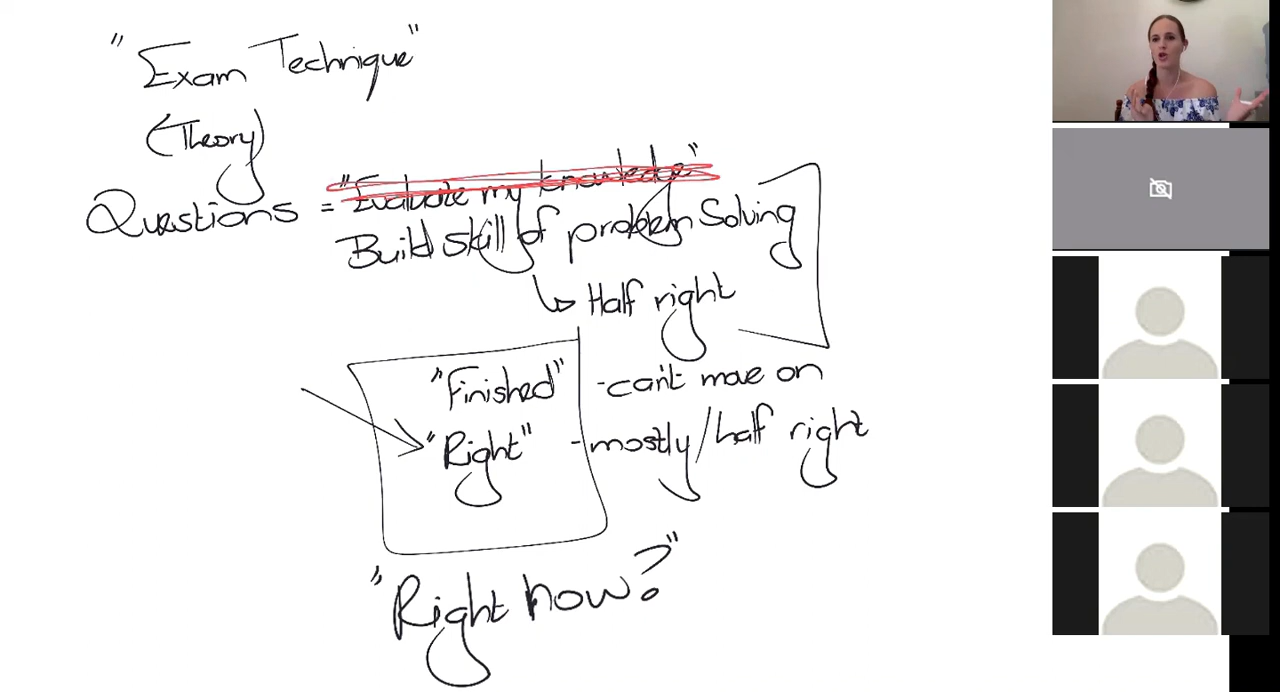 "Exam Technique"
(Theory)
Questions = "Evaluate my knowledge"
Build skill of problem Solving
↳ Half right
"Finished" - can't move on
"Right" - mostly/half right
"Right now?"